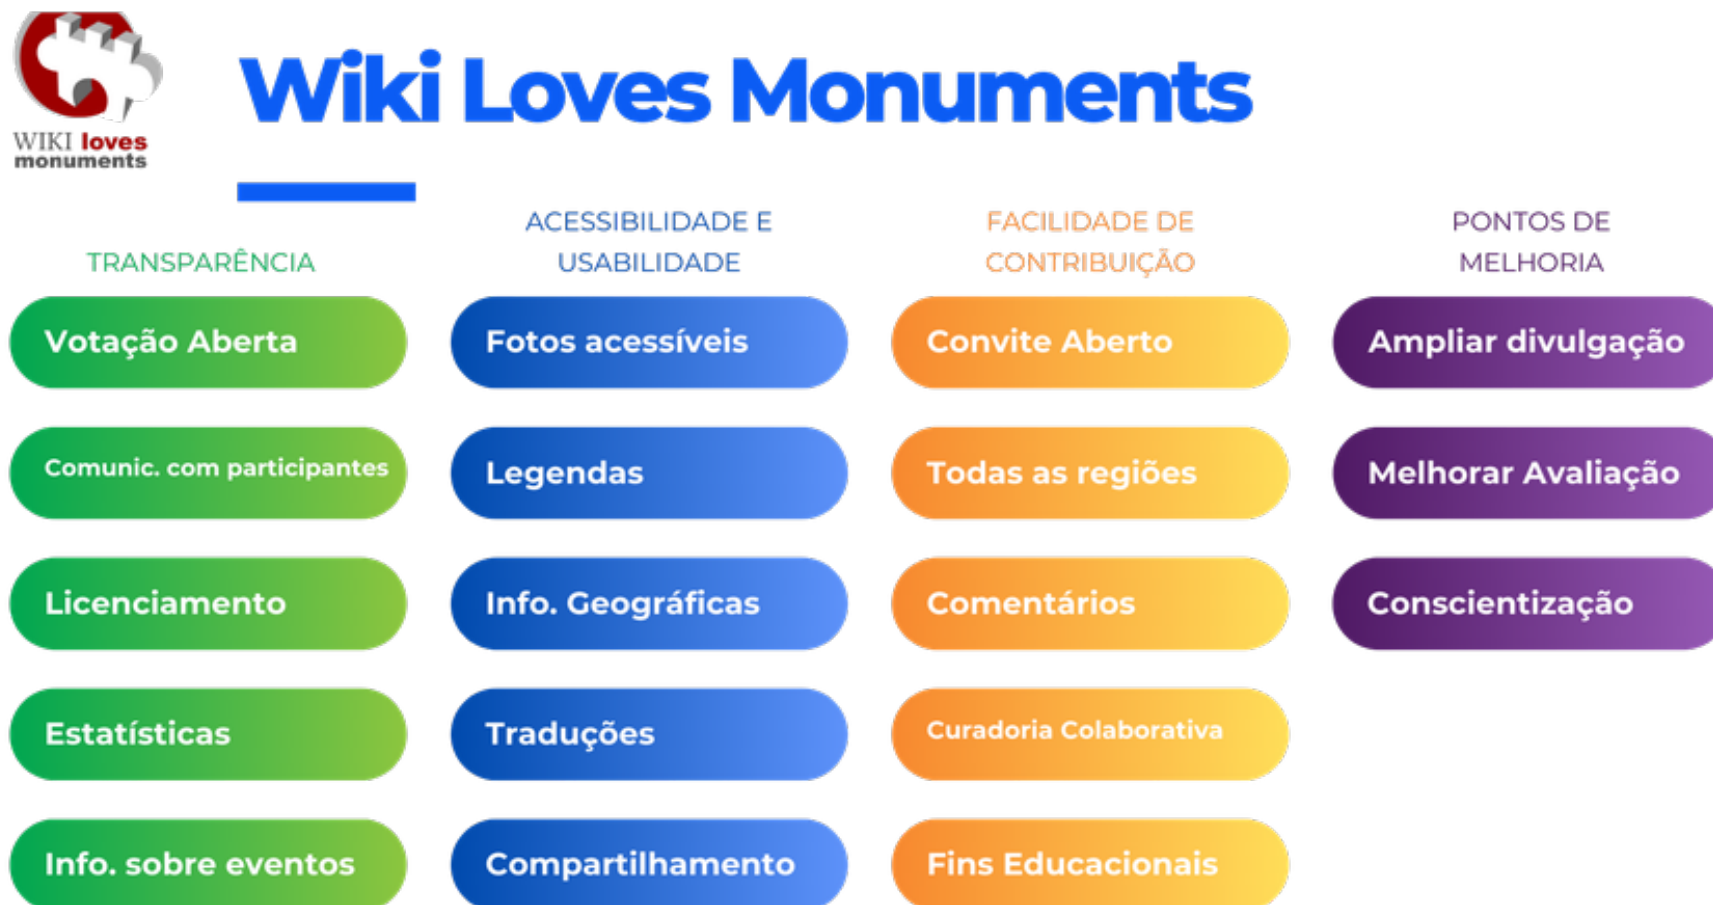 WIKI loves
monuments
Wiki Loves Monuments
TRANSPARÊNCIA
Votação Aberta
Comunic. com participantes
Licenciamento
Estatísticas
Info. sobre eventos
ACESSIBILIDADE E
USABILIDADE
Fotos acessíveis
Legendas
Info. Geográficas
Traduções
Compartilhamento
FACILIDADE DE
CONTRIBUIÇÃO
Convite Aberto
Todas as regiões
Comentários
Curadoria Colaborativa
Fins Educacionais
PONTOS DE
MELHORIA
Ampliar divulgação
Melhorar Avaliação
Conscientização